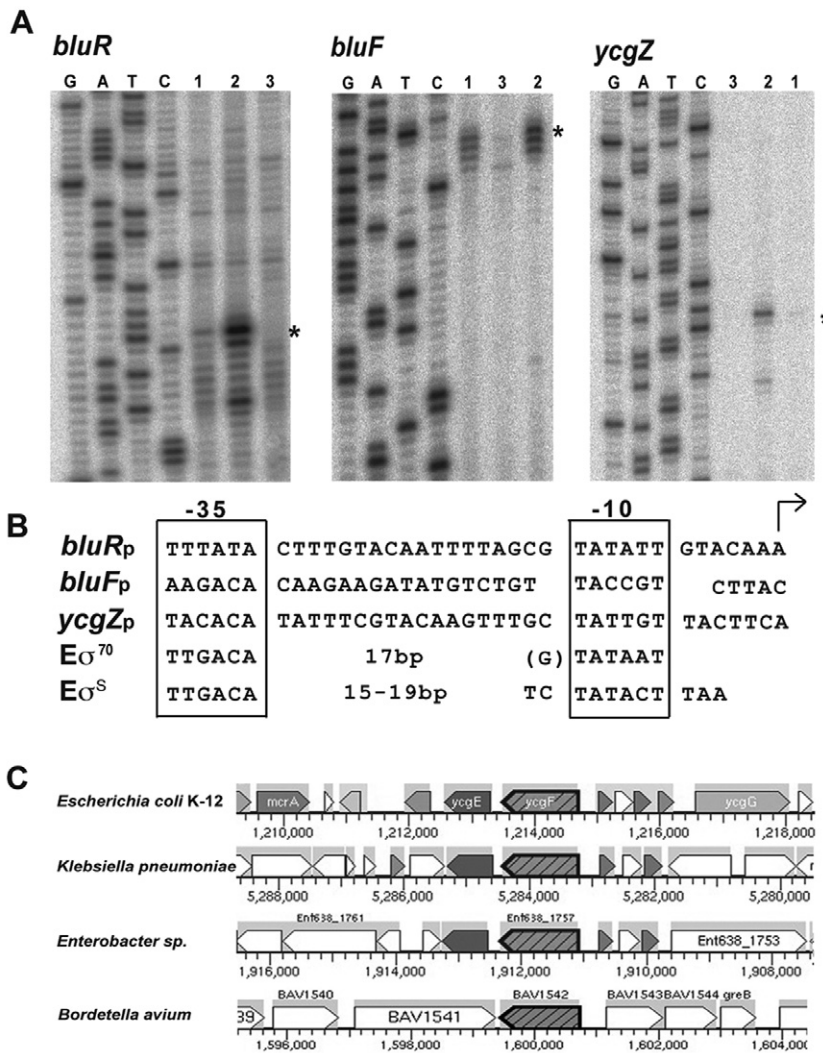 A
bluR bluF ycgZ
G A T C 1 2 3 G A T C 1 3 2 G A T C 3 2 1
* * *
B
-35 -10
bluRp TTTATA CTTTGTACAATTTTAGCG TATATT GTACAAA
bluFp AAGACA CAAGAAGATATGTCTGT TACCGT CTTAC
ycgZp TACACA TATTTCGTACAAGTTTGC TATTGT TACTTCA
Eσ70 TTGACA 17bp (G) TATAAT
EσS TTGACA 15-19bp TC TATACT TAA
C
Escherichia coli K-12 mcrA ycgE ycgF ycgG
1,210,000 1,212,000 1,214,000 1,216,000 1,218,000
Klebsiella pneumoniae
5,288,000 5,286,000 5,284,000 5,282,000 5,280,000
Ent638_1761 Ent638_1757
Enterobacter sp. Ent638_1753
1,916,000 1,914,000 1,912,000 1,910,000 1,908,000
BAV1540 BAV1542 BAV1543 BAV1544 greB
Bordetella avium 39 BAV1541
1,596,000 1,598,000 1,600,000 1,602,000 1,604,